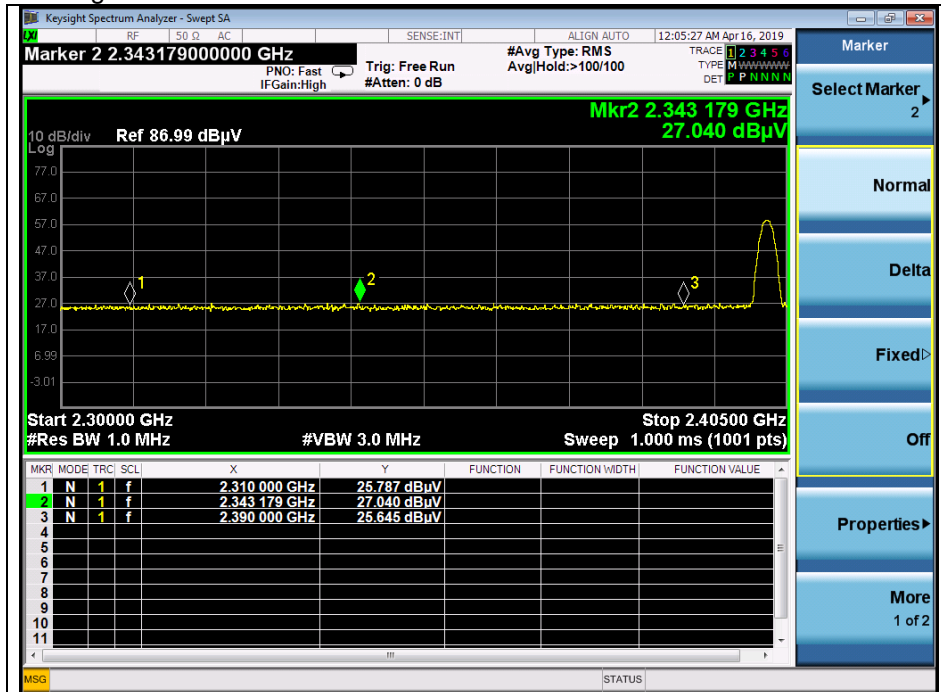 Keysight Spectrum Analyzer - Swept SA
LXI RF 50 Ω AC SENSE:INT ALIGN AUTO 12:05:27 AM Apr 16, 2019
Marker 2 2.343179000000 GHz
PNO: Fast
IFGain:High
Trig: Free Run
#Atten: 0 dB
#Avg Type: RMS
Avg|Hold:>100/100
TRACE 1 2 3 4 5 6
TYPE M W W W W W
DET P P N N N N
Mkr2 2.343 179 GHz
27.040 dBµV
10 dB/div Ref 86.99 dBµV
Log
77.0
67.0
57.0
47.0
37.0
27.0
17.0
6.99
-3.01
1
2
3
Start 2.30000 GHz Stop 2.40500 GHz
#Res BW 1.0 MHz #VBW 3.0 MHz Sweep 1.000 ms (1001 pts)
MKR MODE TRC SCL X Y FUNCTION FUNCTION WIDTH FUNCTION VALUE
1 N 1 f 2.310 000 GHz 25.787 dBµV
2 N 1 f 2.343 179 GHz 27.040 dBµV
3 N 1 f 2.390 000 GHz 25.645 dBµV
4
5
6
7
8
9
10
11
MSG STATUS
Marker
Select Marker
2
Normal
Delta
Fixed
Off
Properties
More
1 of 2